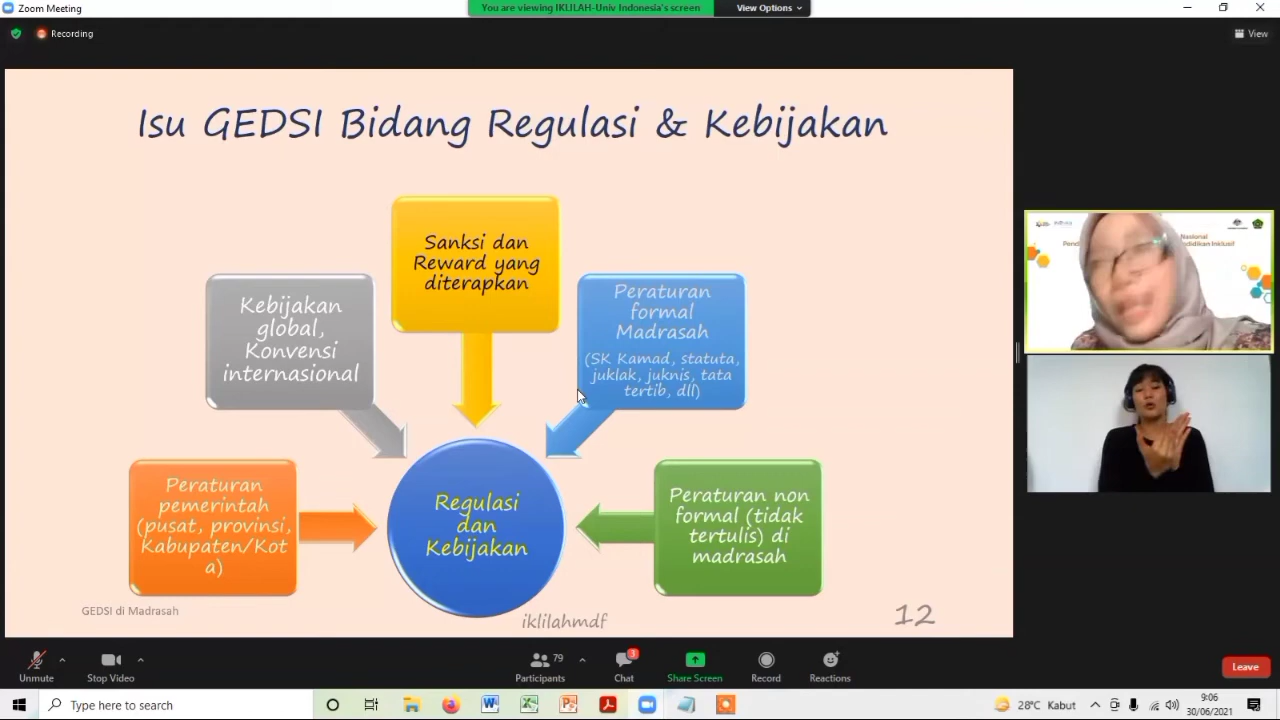 Zoom Meeting
You are viewing IKLILAH-Univ Indonesia's screen
View Options
Recording
View
Isu GEDSI Bidang Regulasi & Kebijakan
Sanksi dan
Reward yang
diterapkan
Kebijakan
global,
Konvensi
internasional
Peraturan
formal
Madrasah
(SK Kamad, statuta,
juklak, juknis, tata
tertib, dll)
Peraturan
pemerintah
(pusat, provinsi,
Kabupaten/Kot
a)
Regulasi
dan
Kebijakan
Peraturan non
formal (tidak
tertulis) di
madrasah
GEDSI di Madrasah
iklilahmdf
12
Nasional
Inklusif
Unmute
Stop Video
79
Participants
3
Chat
Share Screen
Record
Reactions
Leave
Type here to search
28°C Kabut
9:06
30/06/2021